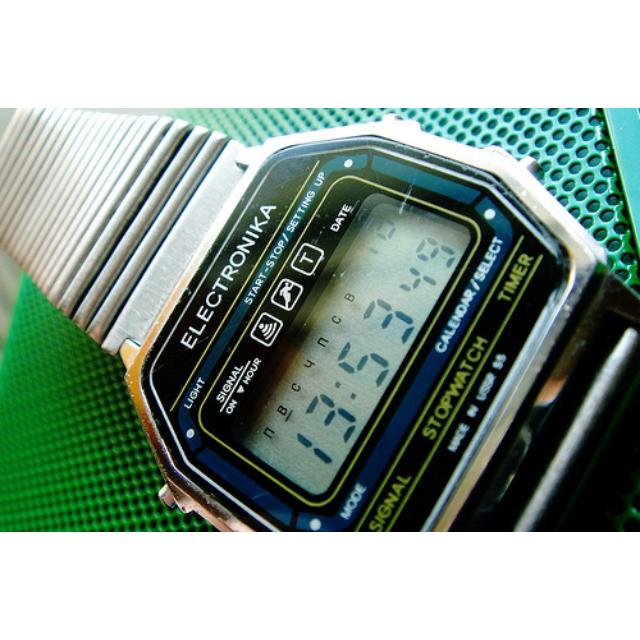 ELECTRONIKA
START-STOP/SETTING UP
DATE
T
LIGHT
SIGNAL
ON ▼ HOUR
П В С Ч П С В
13:53 49
MODE
CALENDAR/SELECT
SIGNAL STOPWATCH TIMER
MADE IN USSR 55